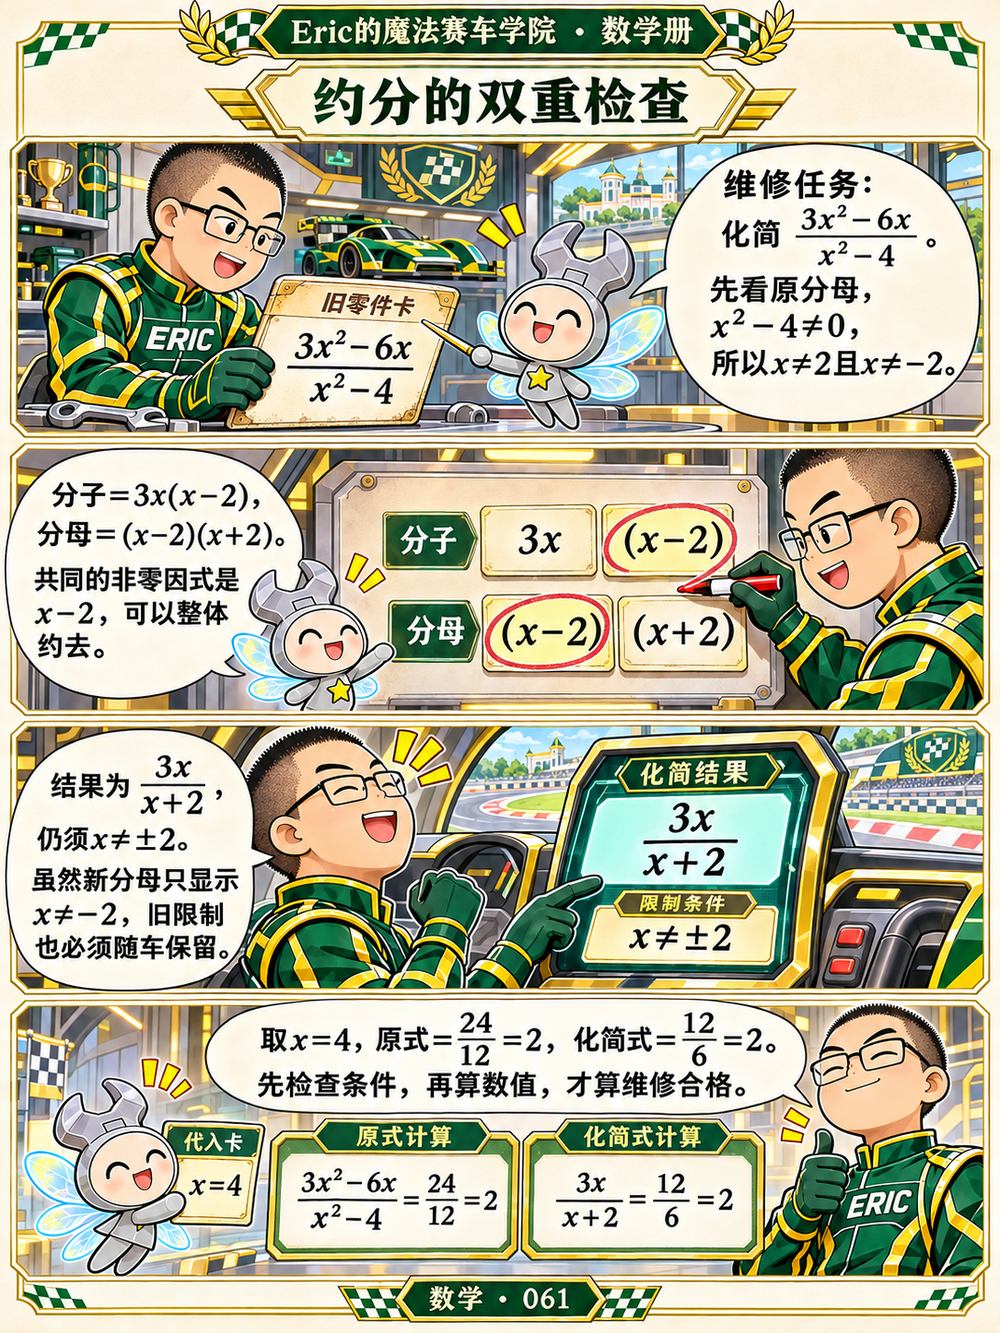 Eric的魔法赛车学院 · 数学册
约分的双重检查
维修任务：
化简 (3x²−6x)/(x²−4)。
先看原分母，
x²−4≠0，
所以x≠2且x≠−2。
ERIC
旧零件卡
(3x²−6x)/(x²−4)
分子=3x(x−2)，
分母=(x−2)(x+2)。
共同的非零因式是
x−2，可以整体
约去。
分子 3x (x−2)
分母 (x−2) (x+2)
结果为 3x/(x+2)，
仍须x≠±2。
虽然新分母只显示
x≠−2，旧限制
也必须随车保留。
化简结果
3x/(x+2)
限制条件
x≠±2
取x=4，原式=24/12=2，化简式=12/6=2。
先检查条件，再算数值，才算维修合格。
代入卡
x=4
原式计算
(3x²−6x)/(x²−4)=24/12=2
化简式计算
3x/(x+2)=12/6=2
ERIC
数学 · 061